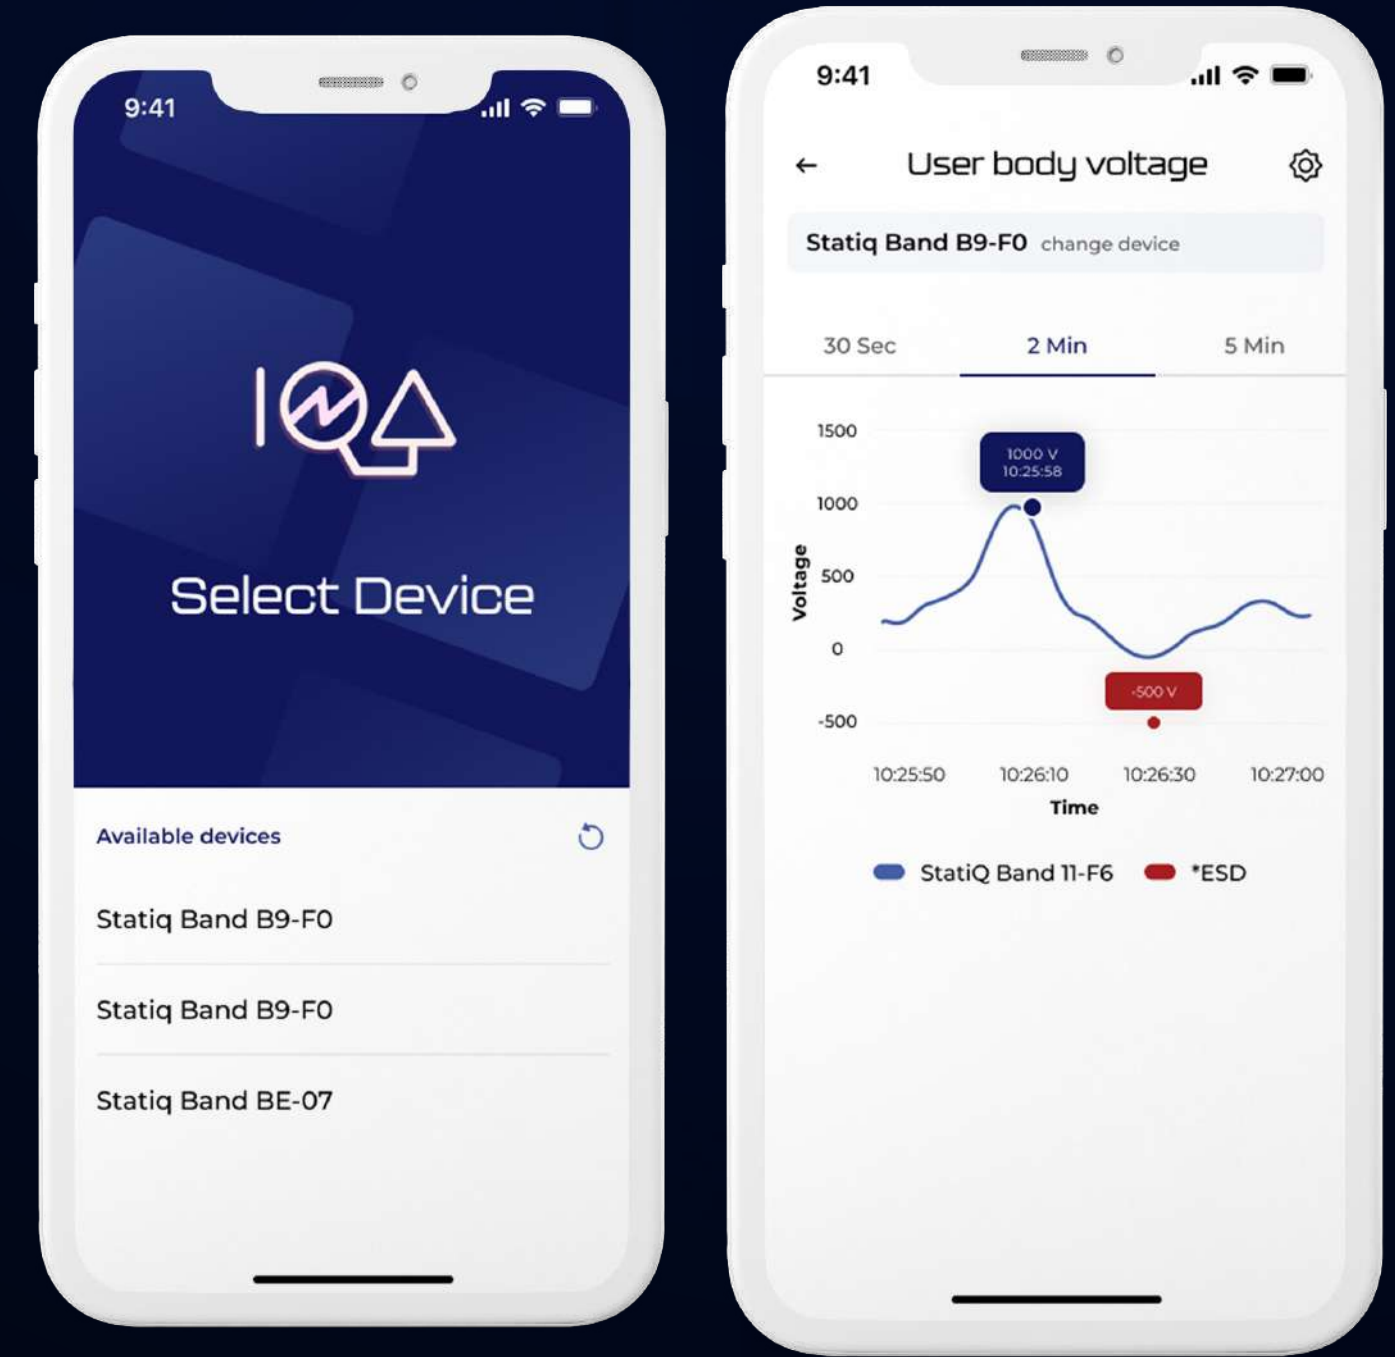 9:41
IQA
Select Device
Available devices
Statiq Band B9-F0
Statiq Band B9-F0
Statiq Band BE-07
9:41
User body voltage
Statiq Band B9-F0 change device
30 Sec 2 Min 5 Min
1500
1000 V
10:25:58
1000
500
Voltage
0
-500 V
-500
10:25:50 10:26:10 10:26:30 10:27:00
Time
StatiQ Band 11-F6 *ESD